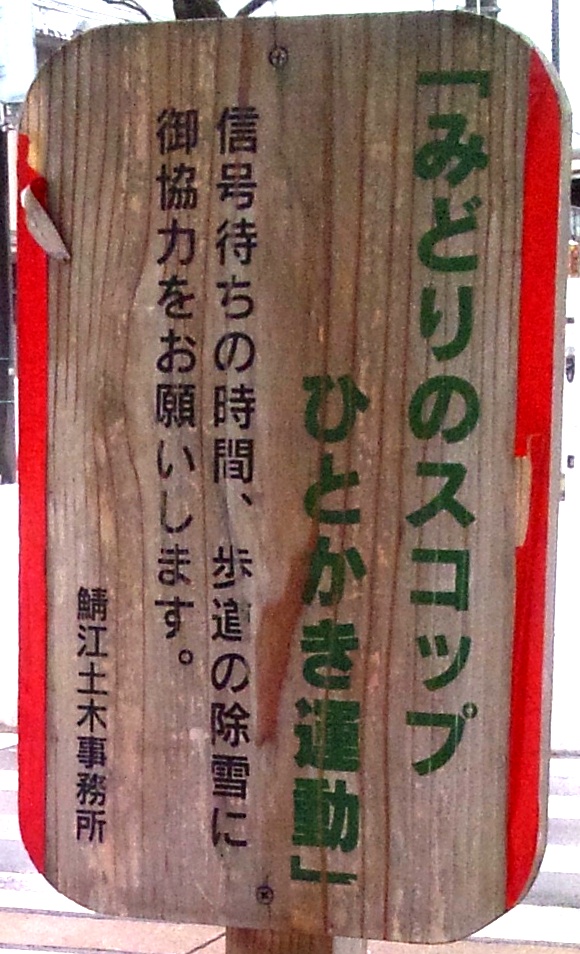 「みどりのスコップ
ひとかき運動」
信号待ちの時間、歩道の除雪に
御協力をお願いします。
鯖江土木事務所